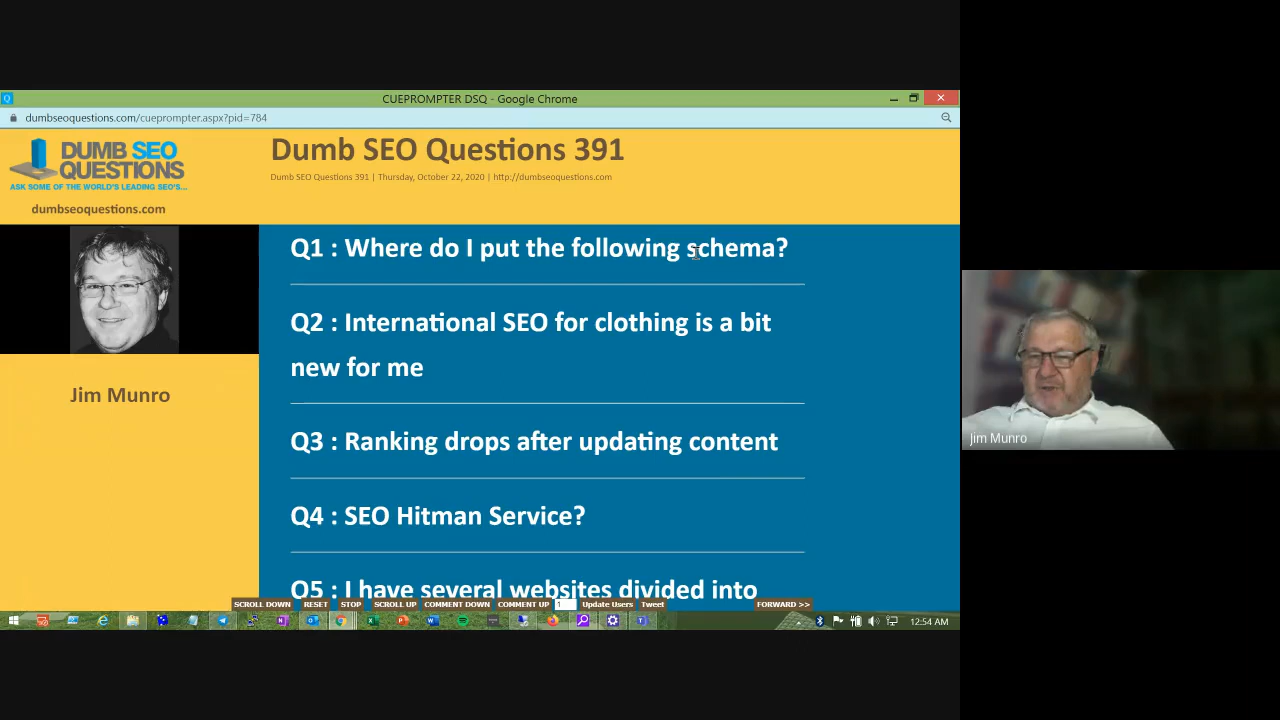 CUEPROMPTER DSQ - Google Chrome
dumbseoquestions.com/cueprompter.aspx?pid=784
DUMB SEO
QUESTIONS
ASK SOME OF THE WORLD'S LEADING SEO'S...
dumbseoquestions.com
Dumb SEO Questions 391
Dumb SEO Questions 391 | Thursday, October 22, 2020 | http://dumbseoquestions.com
Jim Munro
Q1 : Where do I put the following schema?
Q2 : International SEO for clothing is a bit
new for me
Q3 : Ranking drops after updating content
Q4 : SEO Hitman Service?
Q5 : I have several websites divided into
SCROLL DOWN RESET STOP SCROLL UP COMMENT DOWN COMMENT UP 1 Update Users Tweet FORWARD >>
12:54 AM
Jim Munro